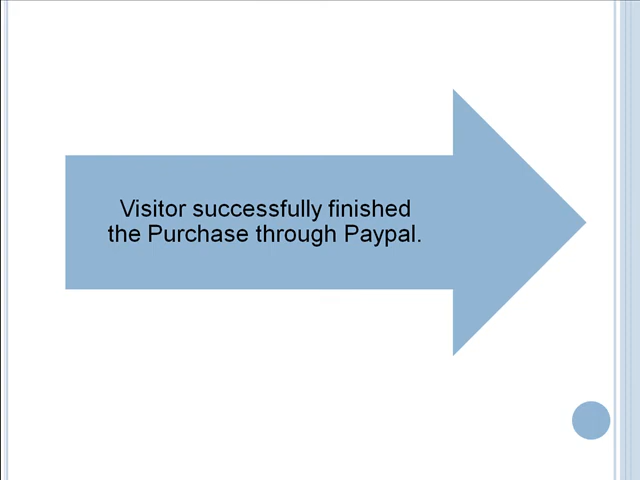 Visitor successfully finished
the Purchase through Paypal.